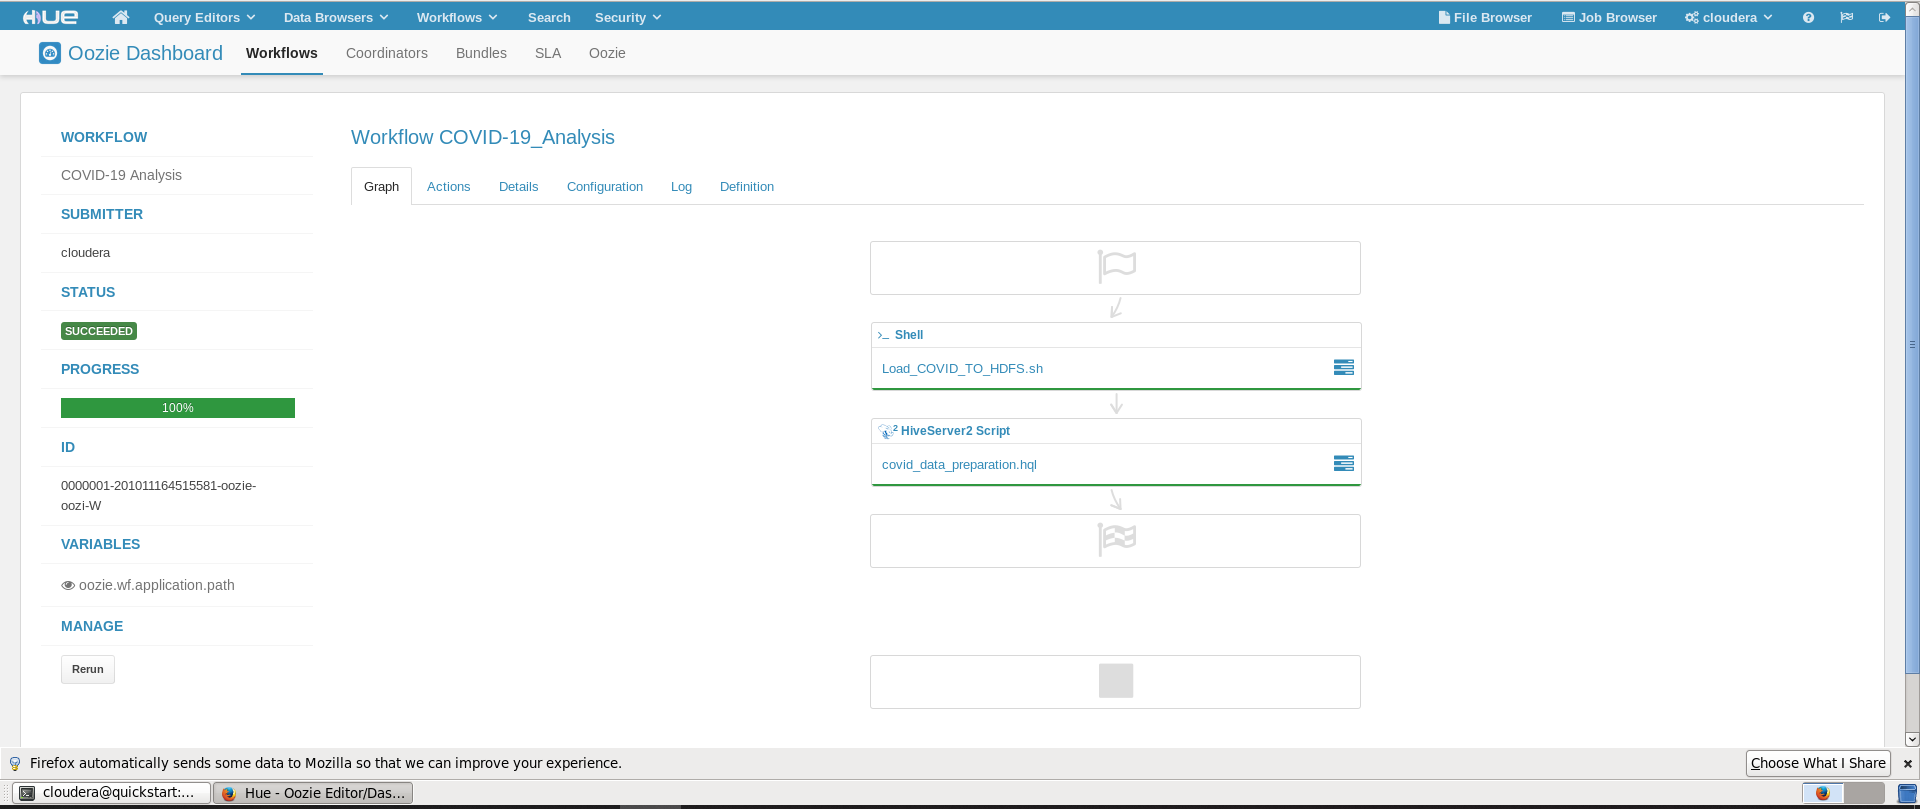 HUE Query Editors Data Browsers Workflows Search Security File Browser Job Browser cloudera
Oozie Dashboard Workflows Coordinators Bundles SLA Oozie
WORKFLOW
COVID-19 Analysis
SUBMITTER
cloudera
STATUS
SUCCEEDED
PROGRESS
100%
ID
0000001-201011164515581-oozie-
oozi-W
VARIABLES
oozie.wf.application.path
MANAGE
Rerun
Workflow COVID-19_Analysis
Graph Actions Details Configuration Log Definition
Shell
Load_COVID_TO_HDFS.sh
2 HiveServer2 Script
covid_data_preparation.hql
Firefox automatically sends some data to Mozilla so that we can improve your experience. Choose What I Share
cloudera@quickstart:... Hue - Oozie Editor/Das...